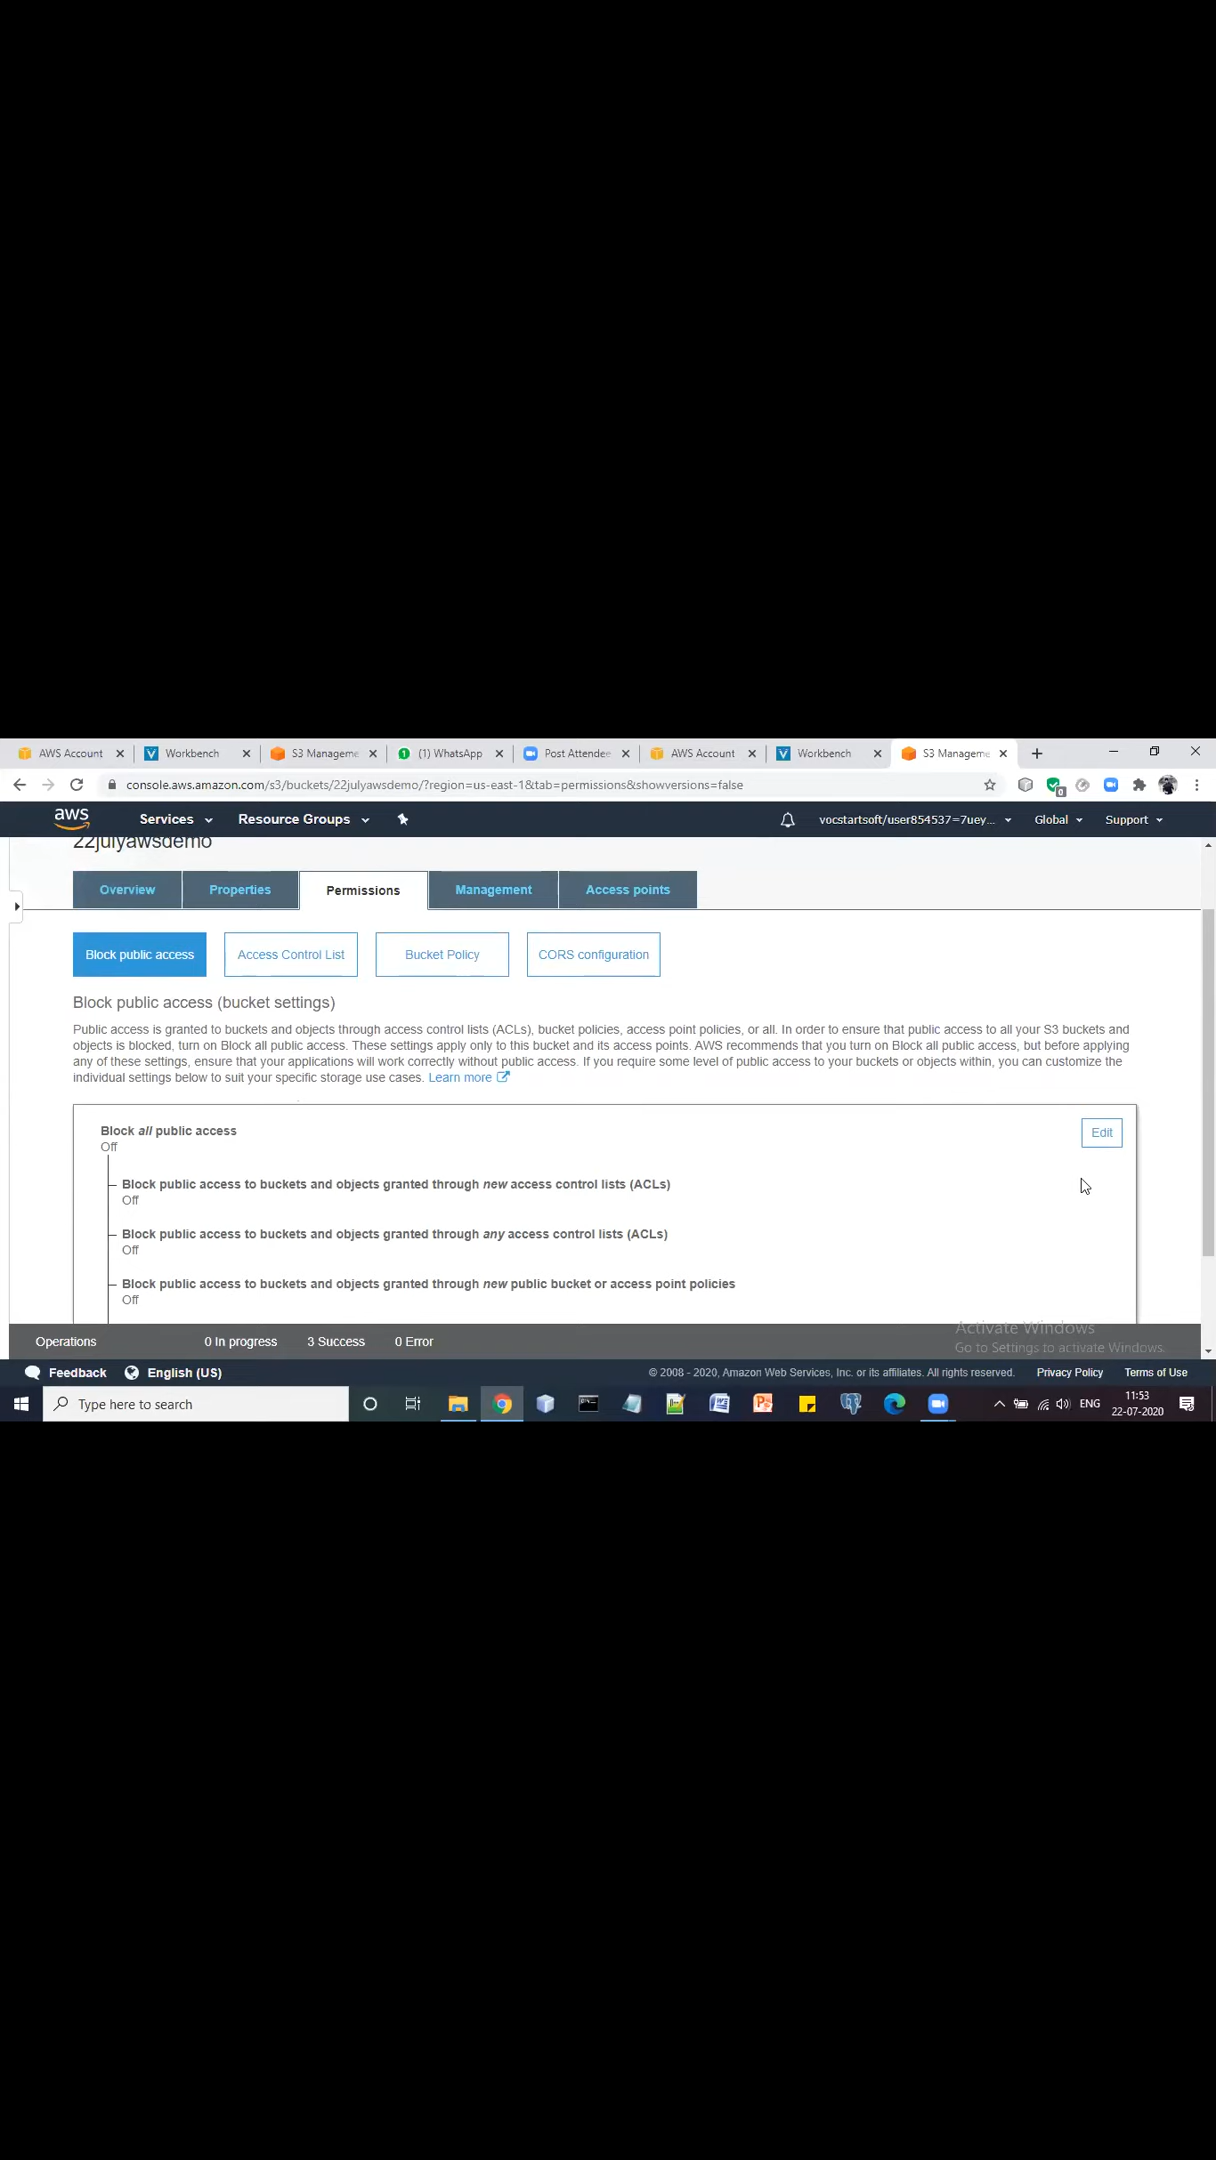 AWS Account
Workbench
S3 Manageme
(1) WhatsApp
Post Attendee
AWS Account
Workbench
S3 Manageme
console.aws.amazon.com/s3/buckets/22julyawsdemo/?region=us-east-1&tab=permissions&showversions=false
aws
Services
Resource Groups
vocstartsoft/user854537=7uey...
Global
Support
22julyawsdemo
Overview
Properties
Permissions
Management
Access points
Block public access
Access Control List
Bucket Policy
CORS configuration
Block public access (bucket settings)
Public access is granted to buckets and objects through access control lists (ACLs), bucket policies, access point policies, or all. In order to ensure that public access to all your S3 buckets and
objects is blocked, turn on Block all public access. These settings apply only to this bucket and its access points. AWS recommends that you turn on Block all public access, but before applying
any of these settings, ensure that your applications will work correctly without public access. If you require some level of public access to your buckets or objects within, you can customize the
individual settings below to suit your specific storage use cases. Learn more
Block all public access
Edit
Off
Block public access to buckets and objects granted through new access control lists (ACLs)
Off
Block public access to buckets and objects granted through any access control lists (ACLs)
Off
Block public access to buckets and objects granted through new public bucket or access point policies
Off
Activate Windows
Go to Settings to activate Windows.
Operations
0 In progress
3 Success
0 Error
Feedback
English (US)
© 2008 - 2020, Amazon Web Services, Inc. or its affiliates. All rights reserved.
Privacy Policy
Terms of Use
Type here to search
ENG
11:53
22-07-2020